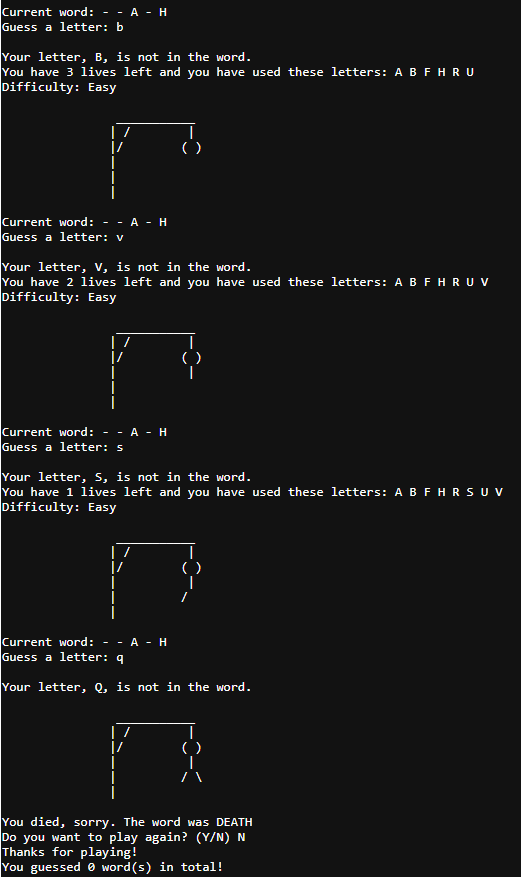 Current word: - - A - H
Guess a letter: b
Your letter, B, is not in the word.
You have 3 lives left and you have used these letters: A B F H R U
Difficulty: Easy
__________
| /        |
|/        ( )
|
|
|
Current word: - - A - H
Guess a letter: v
Your letter, V, is not in the word.
You have 2 lives left and you have used these letters: A B F H R U V
Difficulty: Easy
__________
| /        |
|/        ( )
|          |
|
|
Current word: - - A - H
Guess a letter: s
Your letter, S, is not in the word.
You have 1 lives left and you have used these letters: A B F H R S U V
Difficulty: Easy
__________
| /        |
|/        ( )
|          |
|         /
|
Current word: - - A - H
Guess a letter: q
Your letter, Q, is not in the word.
__________
| /        |
|/        ( )
|          |
|         / \
|
You died, sorry. The word was DEATH
Do you want to play again? (Y/N) N
Thanks for playing!
You guessed 0 word(s) in total!